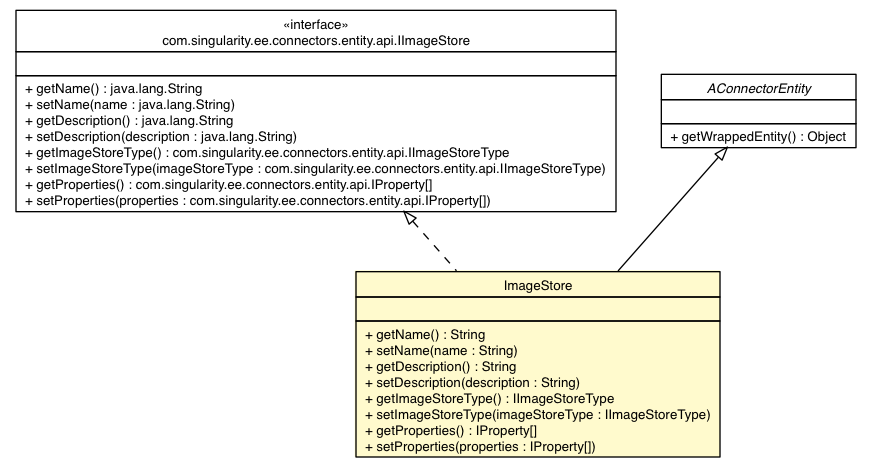 «interface»
com.singularity.ee.connectors.entity.api.IImageStore
+ getName() : java.lang.String
+ setName(name : java.lang.String)
+ getDescription() : java.lang.String
+ setDescription(description : java.lang.String)
+ getImageStoreType() : com.singularity.ee.connectors.entity.api.IImageStoreType
+ setImageStoreType(imageStoreType : com.singularity.ee.connectors.entity.api.IImageStoreType)
+ getProperties() : com.singularity.ee.connectors.entity.api.IProperty[]
+ setProperties(properties : com.singularity.ee.connectors.entity.api.IProperty[])
AConnectorEntity
+ getWrappedEntity() : Object
ImageStore
+ getName() : String
+ setName(name : String)
+ getDescription() : String
+ setDescription(description : String)
+ getImageStoreType() : IImageStoreType
+ setImageStoreType(imageStoreType : IImageStoreType)
+ getProperties() : IProperty[]
+ setProperties(properties : IProperty[])